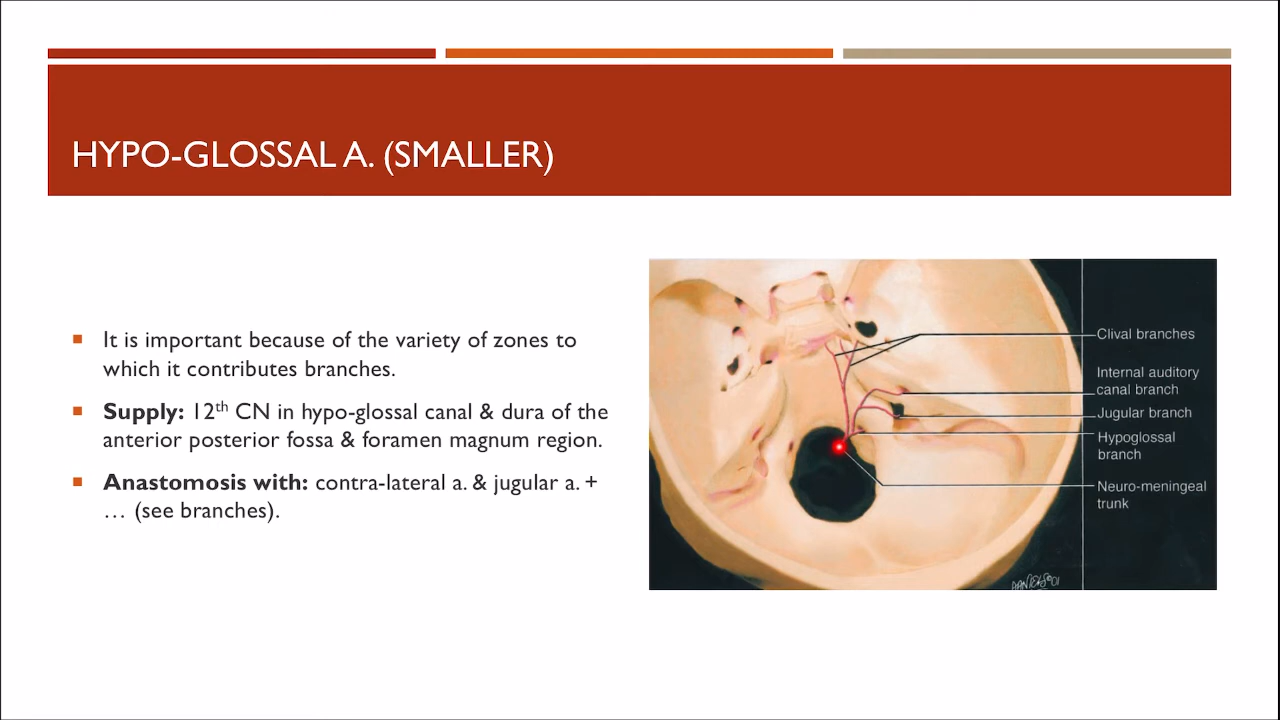 HYPO-GLOSSAL A. (SMALLER)
It is important because of the variety of zones to
which it contributes branches.
Supply: 12th CN in hypo-glossal canal & dura of the
anterior posterior fossa & foramen magnum region.
Anastomosis with: contra-lateral a. & jugular a. +
… (see branches).
Clival branches
Internal auditory
canal branch
Jugular branch
Hypoglossal
branch
Neuro-meningeal
trunk